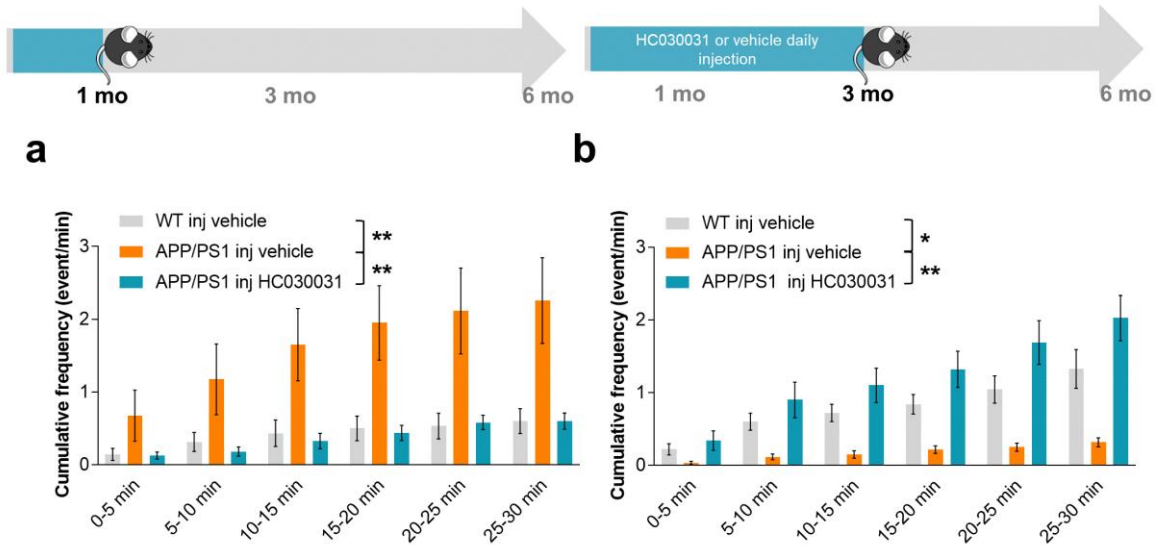 HC030031 or vehicle daily
injection
1 mo 3 mo 6 mo
1 mo 3 mo 6 mo
a
Cumulative frequency (event/min)
WT inj vehicle
APP/PS1 inj vehicle
APP/PS1 inj HC030031
**
**
3
2
1
0
0-5 min
5-10 min
10-15 min
15-20 min
20-25 min
25-30 min
b
Cumulative frequency (event/min)
WT inj vehicle
APP/PS1 inj vehicle
APP/PS1 inj HC030031
*
**
3
2
1
0
0-5 min
5-10 min
10-15 min
15-20 min
20-25 min
25-30 min